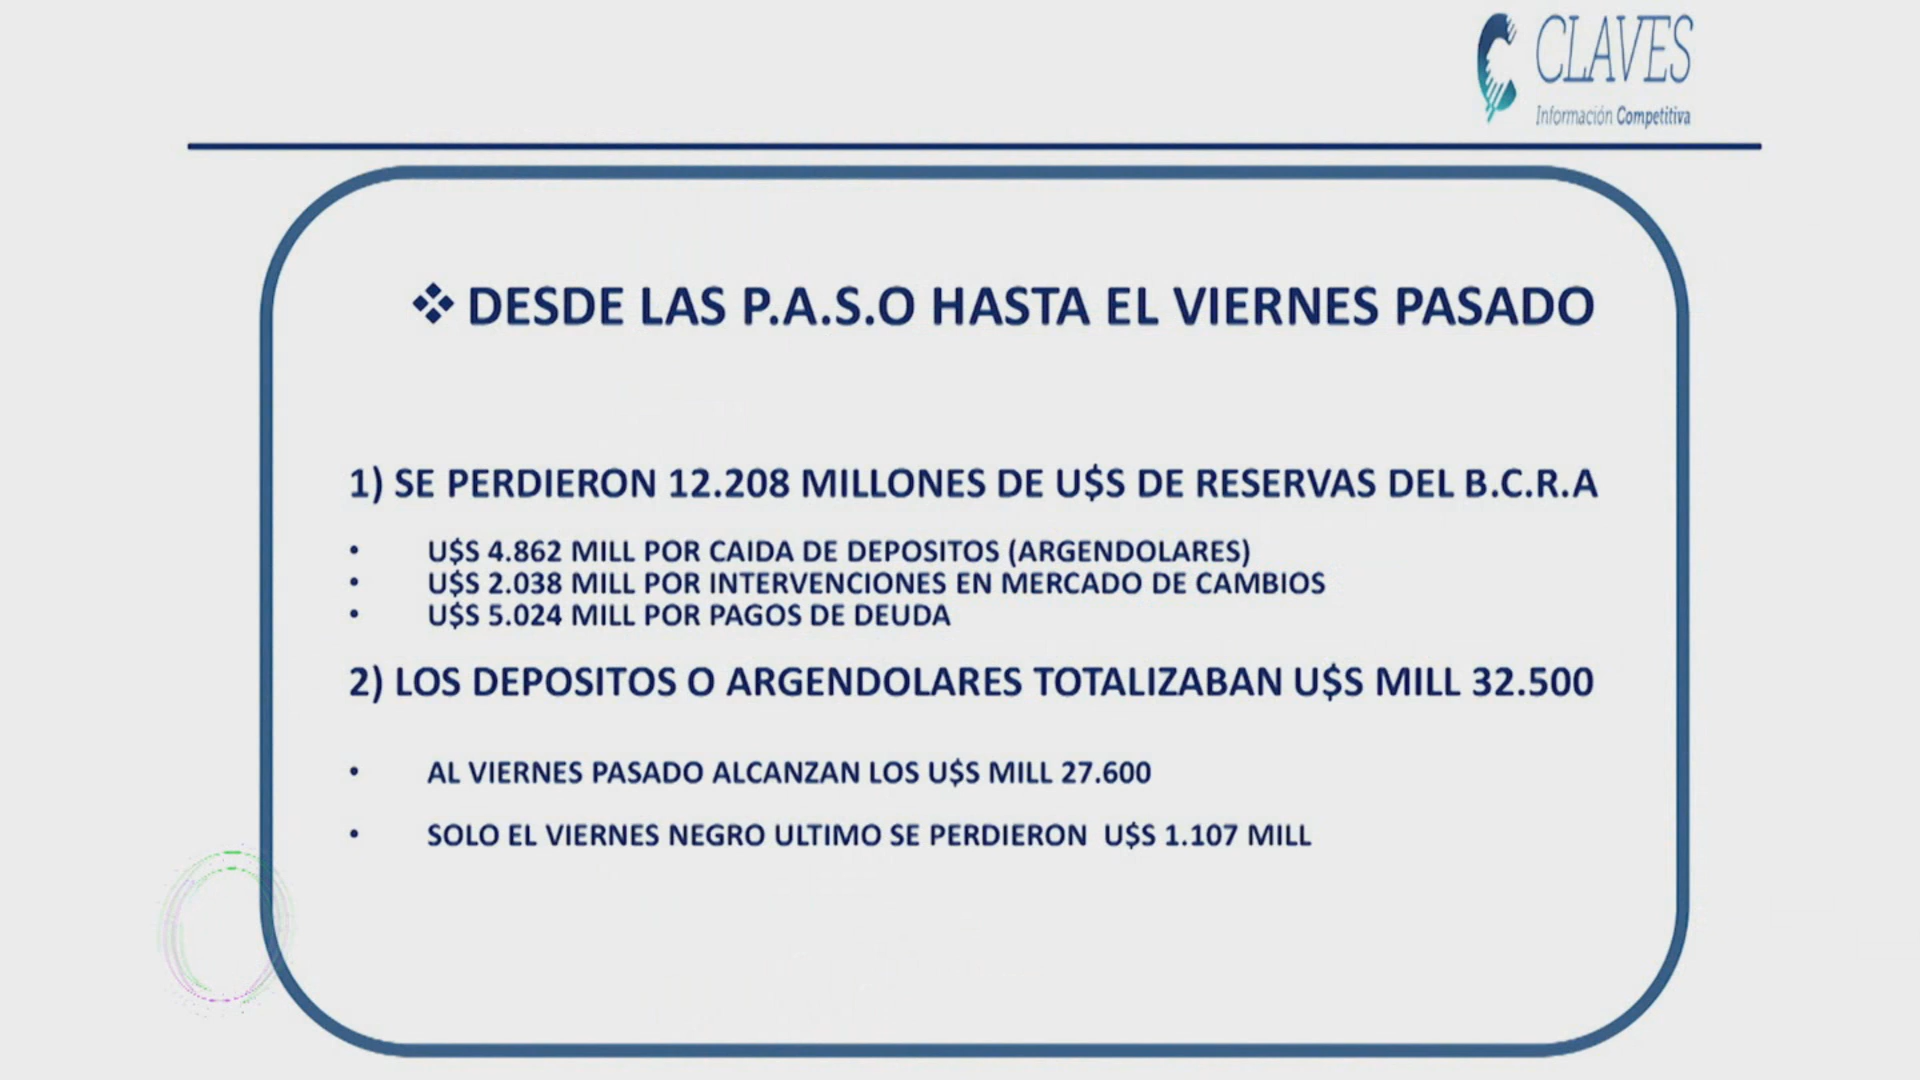 CLAVES
Información Competitiva
❖ DESDE LAS P.A.S.O HASTA EL VIERNES PASADO
1) SE PERDIERON 12.208 MILLONES DE U$S DE RESERVAS DEL B.C.R.A
• U$S 4.862 MILL POR CAIDA DE DEPOSITOS (ARGENDOLARES)
• U$S 2.038 MILL POR INTERVENCIONES EN MERCADO DE CAMBIOS
• U$S 5.024 MILL POR PAGOS DE DEUDA
2) LOS DEPOSITOS O ARGENDOLARES TOTALIZABAN U$S MILL 32.500
• AL VIERNES PASADO ALCANZAN LOS U$S MILL 27.600
• SOLO EL VIERNES NEGRO ULTIMO SE PERDIERON U$S 1.107 MILL